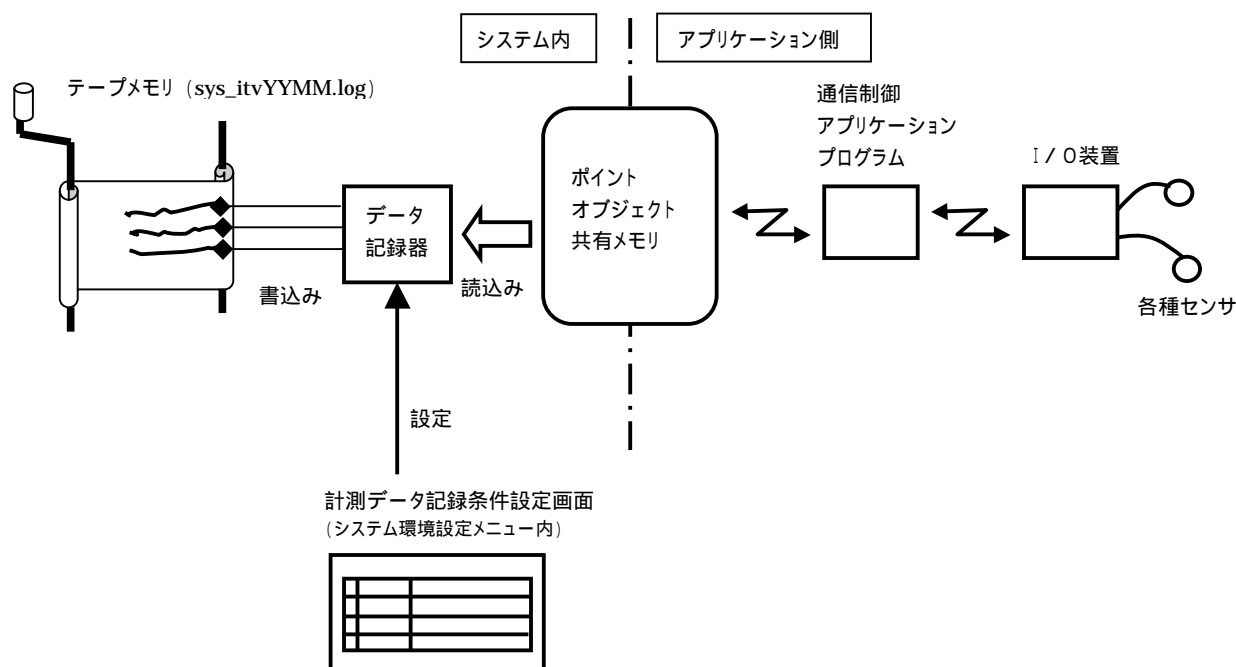 システム内
アプリケーション側
テープメモリ（sys_itvYYMM.log）
通信制御
アプリケーション
プログラム
Ｉ／Ｏ装置
ポイント
オブジェクト
共有メモリ
データ
記録器
書込み
読込み
各種センサ
設定
計測データ記録条件設定画面
（システム環境設定メニュー内）